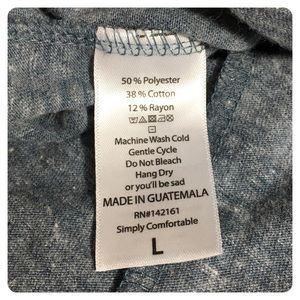 50 % Polyester
38 % Cotton
12 % Rayon
Machine Wash Cold
Gentle Cycle
Do Not Bleach
Hang Dry
or you'll be sad
MADE IN GUATEMALA
RN#142161
Simply Comfortable
L